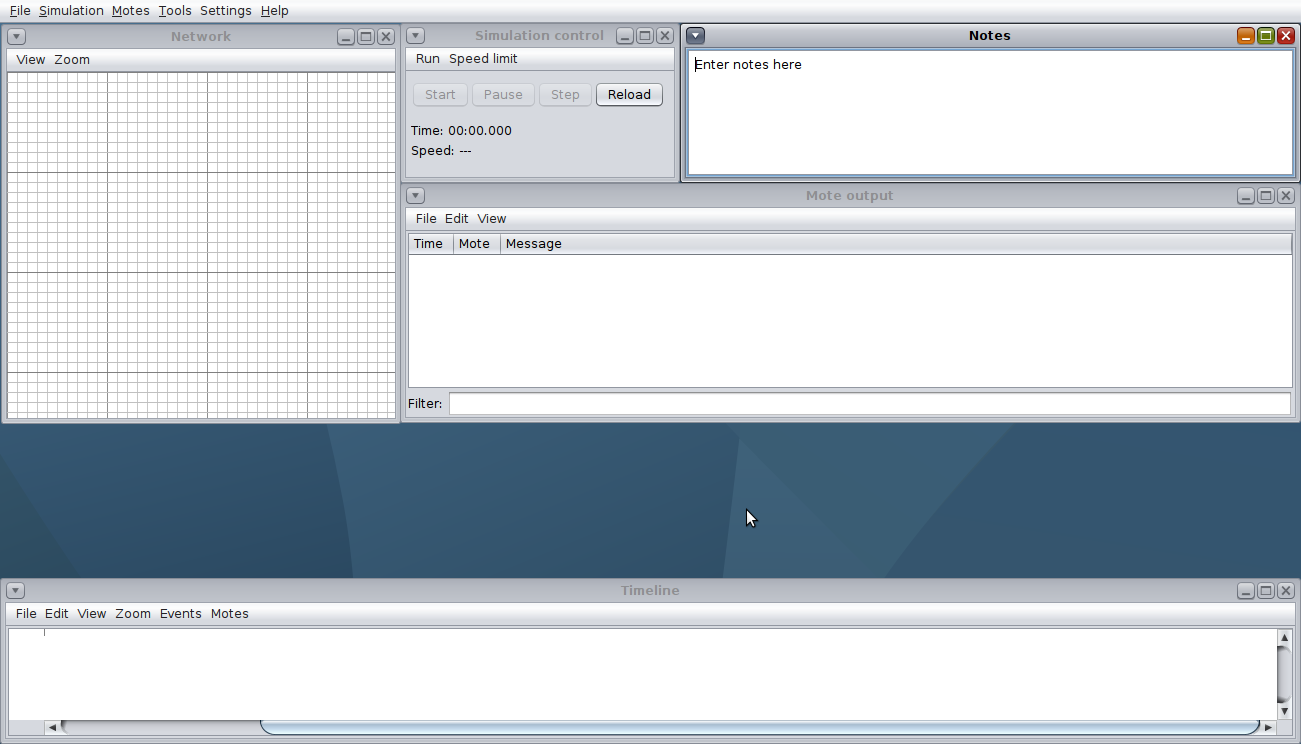 File Simulation Motes Tools Settings Help
Network
View Zoom
Simulation control
Run Speed limit
Start Pause Step Reload
Time: 00:00.000
Speed: ---
Notes
Enter notes here
Mote output
File Edit View
Time Mote Message
Filter:
Timeline
File Edit View Zoom Events Motes